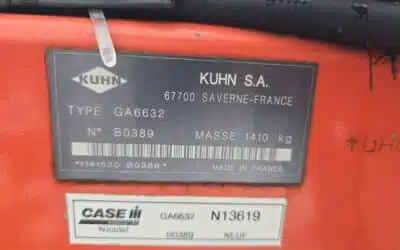 KUHN
KUHN S.A.
67700 SAVERNE-FRANCE
TYPE GA6632
N° B0389 MASSE 1410 kg
MADE IN FRANCE
CASE IH GA6632 N13619
B0389 NEUF